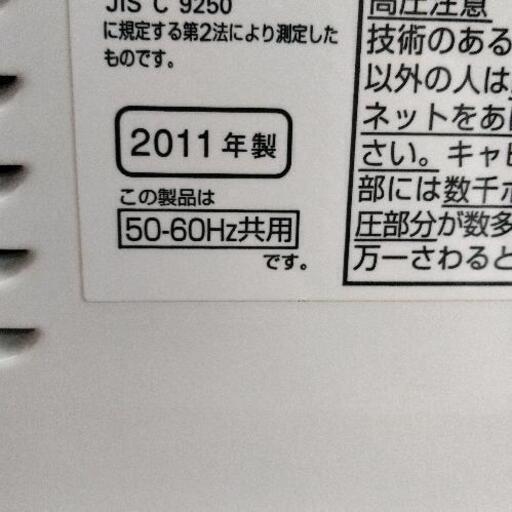 JIS C 9250
に規定する第2法により測定した
ものです。
2011年製
この製品は
50-60Hz共用
です。
高圧注意
技術のある
以外の人は
ネットをあ
さい。キャビ
部には数千ボ
圧部分が数多
万一さわると